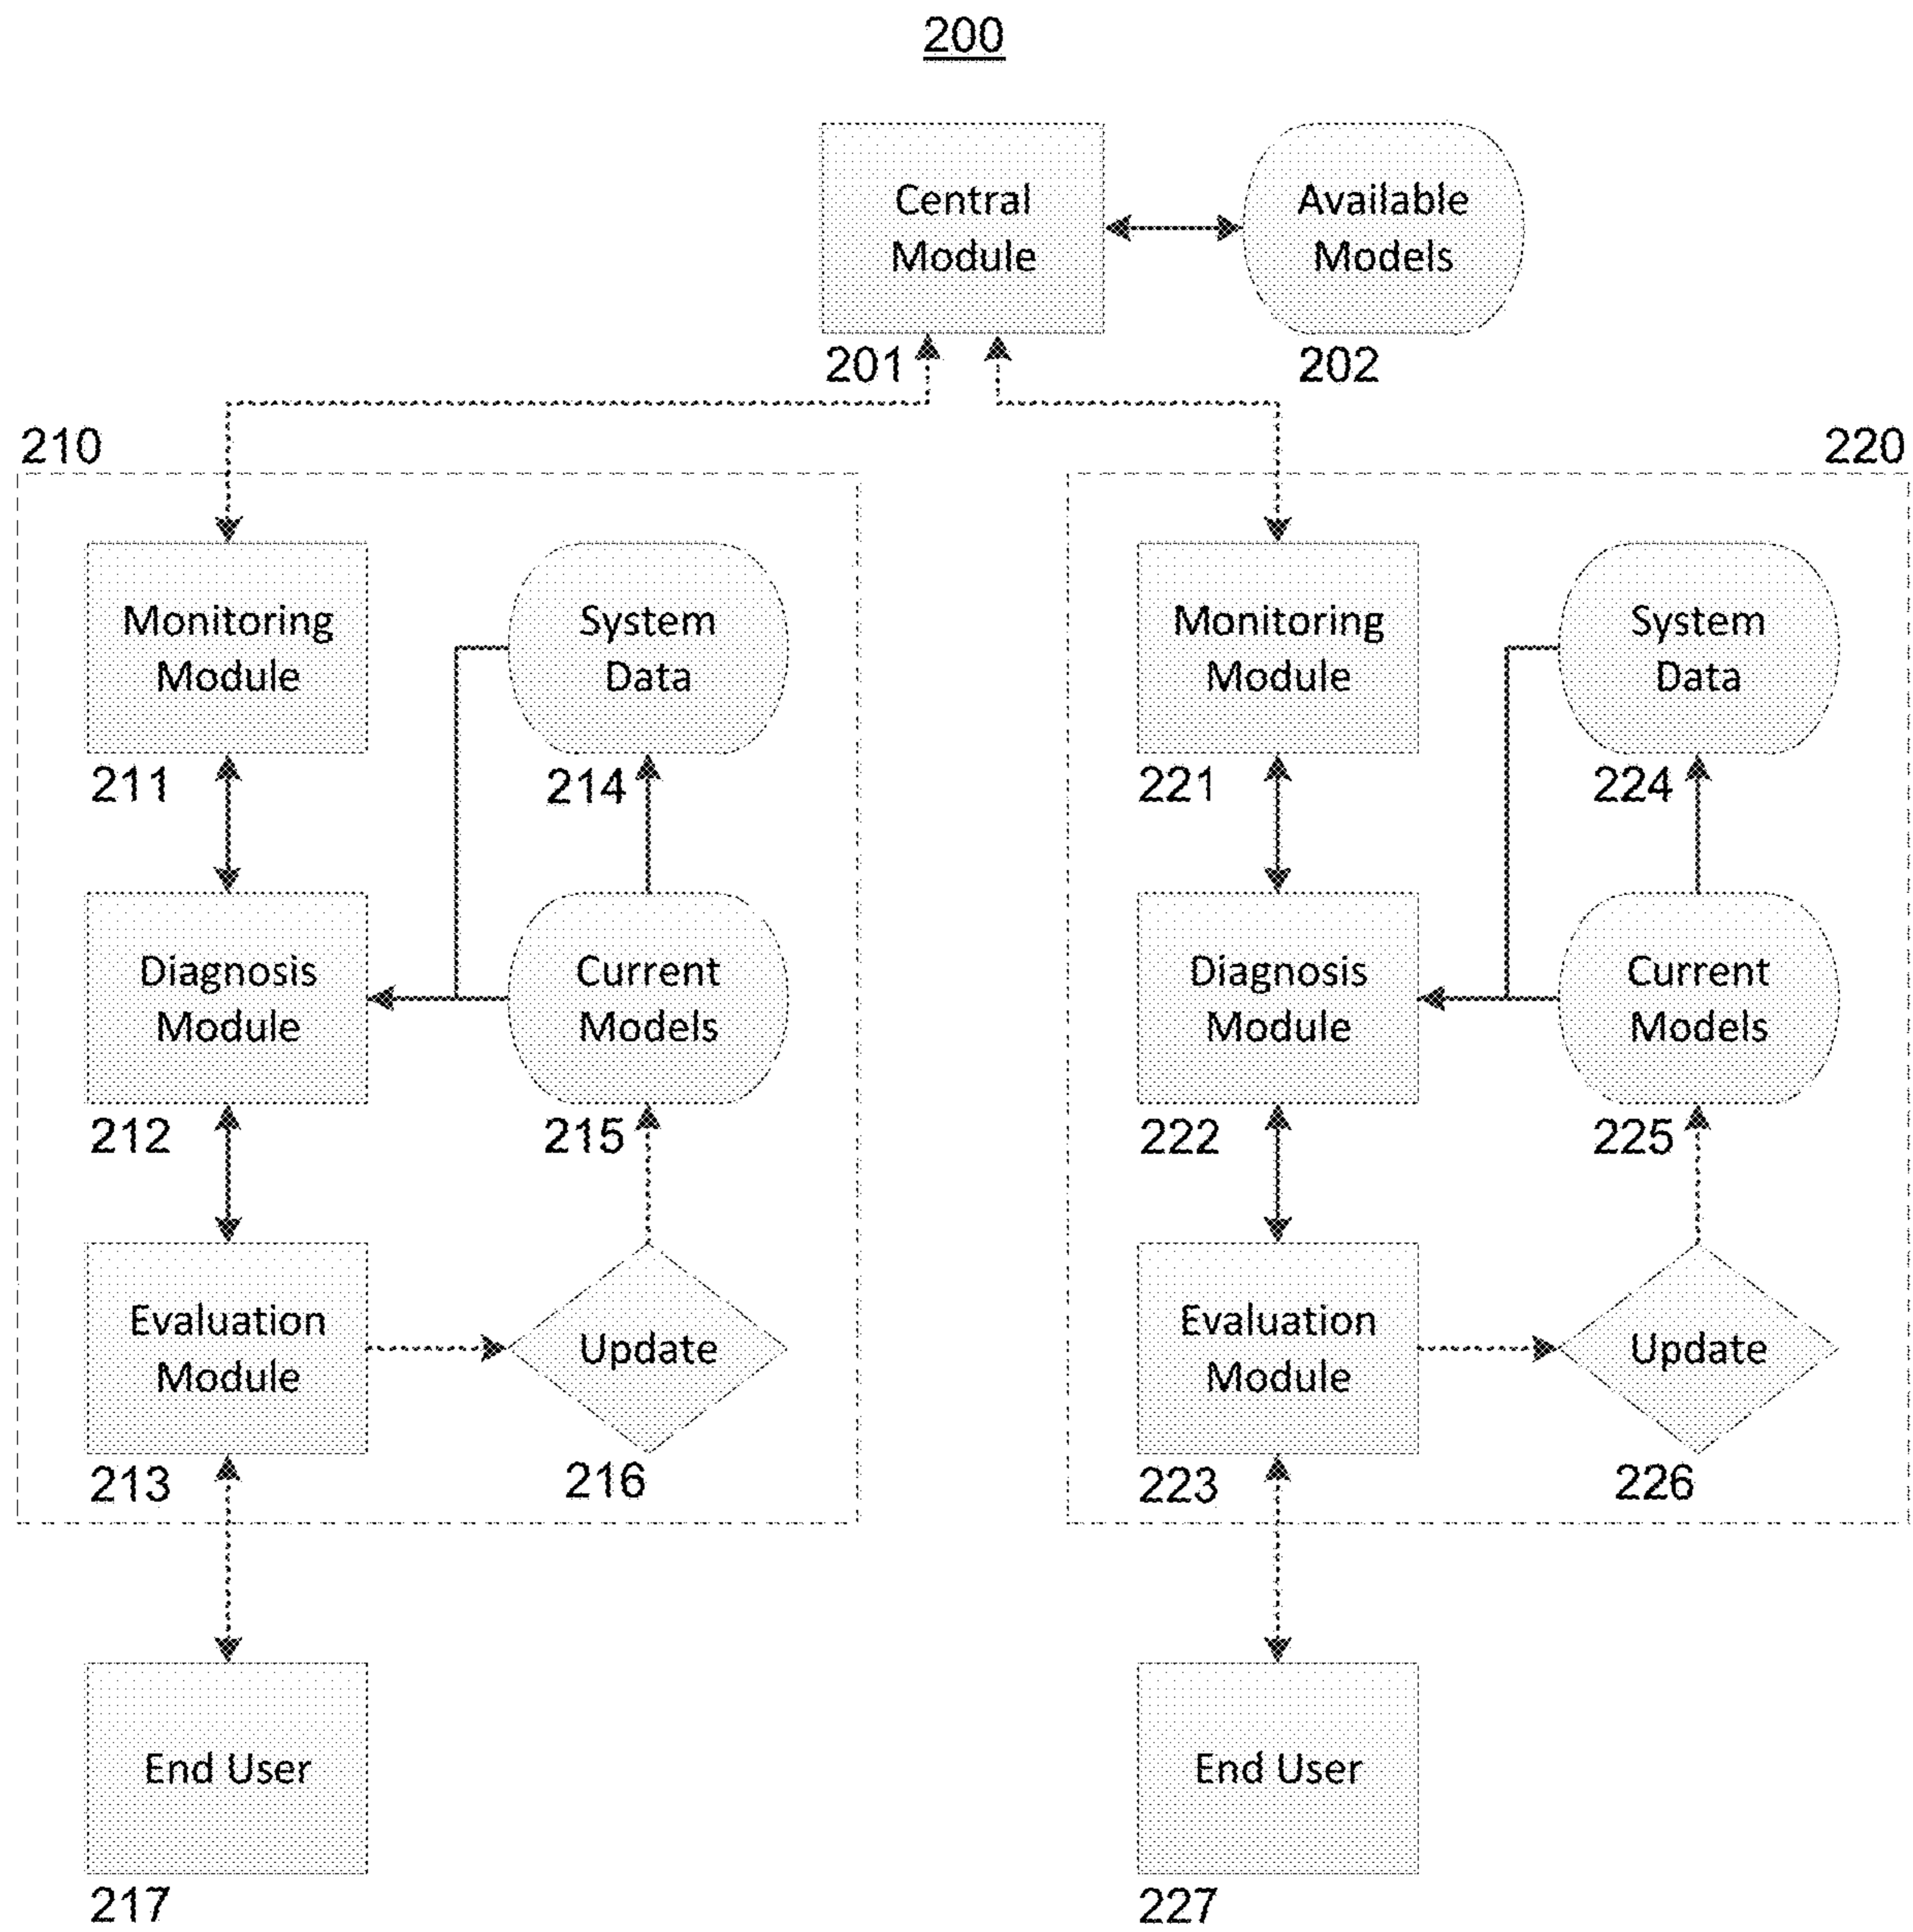 200
Central
Module
Available
Models
201
202
210
220
Monitoring
Module
System
Data
Monitoring
Module
System
Data
211
214
221
224
Diagnosis
Module
Current
Models
Diagnosis
Module
Current
Models
212
215
222
225
Evaluation
Module
Update
Evaluation
Module
Update
213
216
223
226
End User
End User
217
227